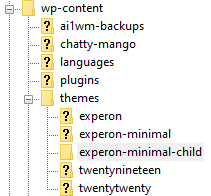 wp-content
ai1wm-backups
chatty-mango
languages
plugins
themes
experon
experon-minimal
experon-minimal-child
twentynineteen
twentytwenty